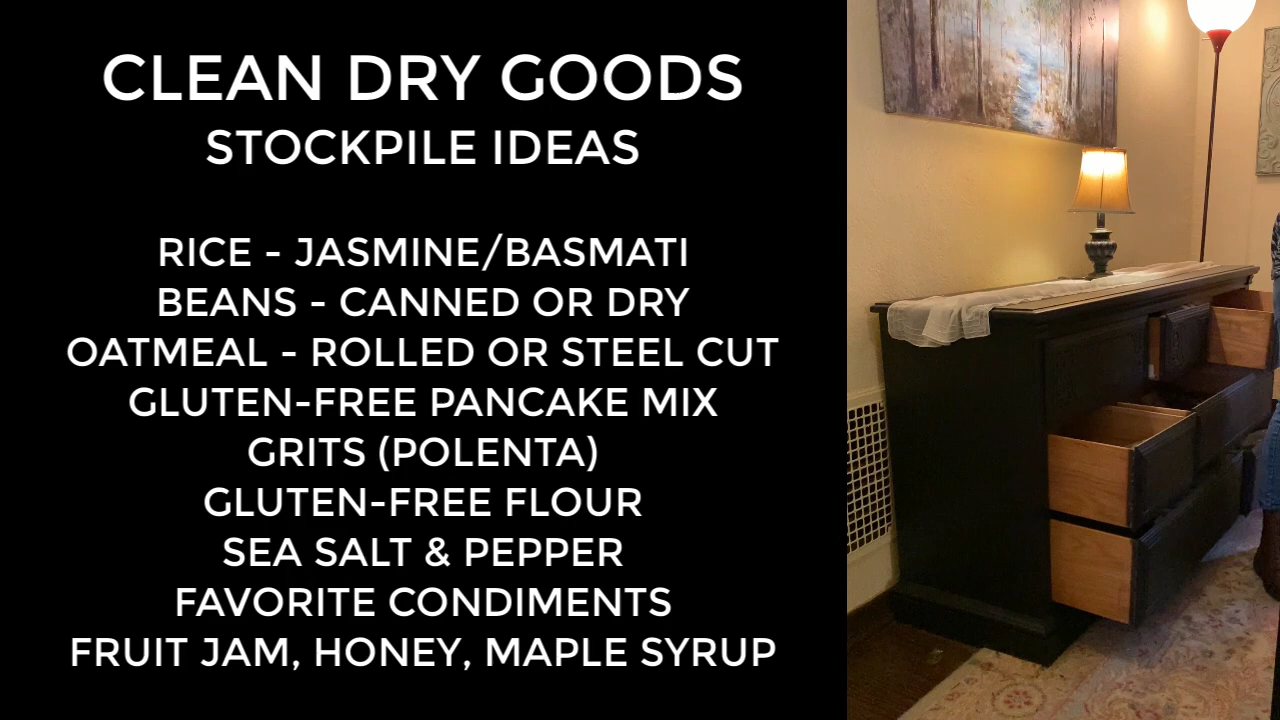 CLEAN DRY GOODS
STOCKPILE IDEAS
RICE - JASMINE/BASMATI
BEANS - CANNED OR DRY
OATMEAL - ROLLED OR STEEL CUT
GLUTEN-FREE PANCAKE MIX
GRITS (POLENTA)
GLUTEN-FREE FLOUR
SEA SALT & PEPPER
FAVORITE CONDIMENTS
FRUIT JAM, HONEY, MAPLE SYRUP